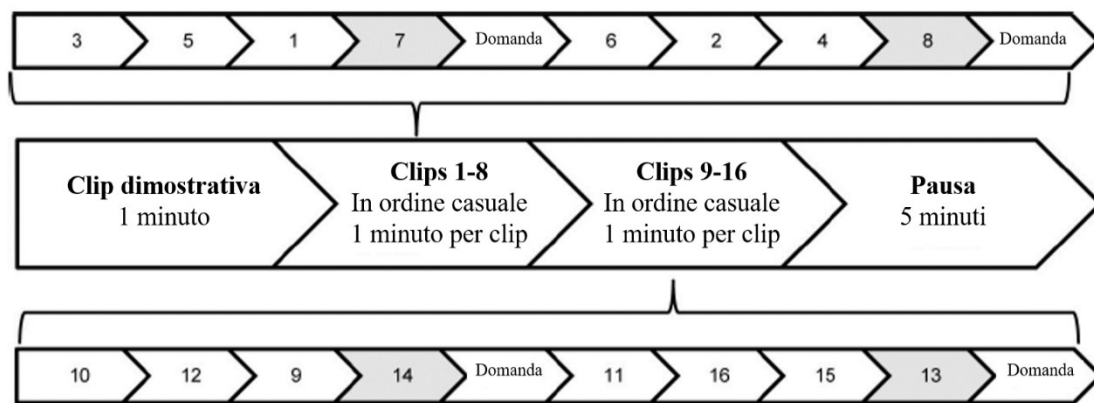 3 5 1 7 Domanda 6 2 4 8 Domanda
Clip dimostrativa
1 minuto
Clips 1-8
In ordine casuale
1 minuto per clip
Clips 9-16
In ordine casuale
1 minuto per clip
Pausa
5 minuti
10 12 9 14 Domanda 11 16 15 13 Domanda